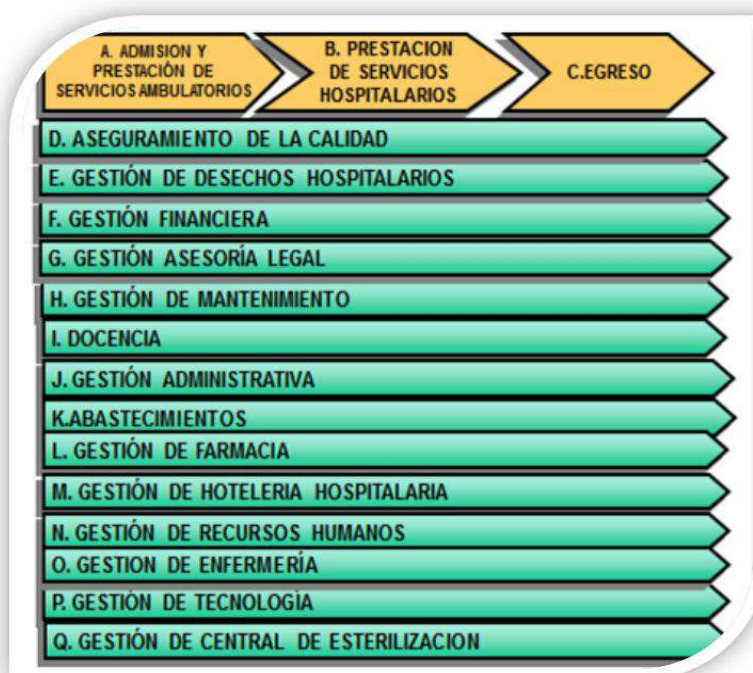 A. ADMISION Y
PRESTACIÓN DE
SERVICIOS AMBULATORIOS
B. PRESTACION
DE SERVICIOS
HOSPITALARIOS
C.EGRESO
D. ASEGURAMIENTO DE LA CALIDAD
E. GESTIÓN DE DESECHOS HOSPITALARIOS
F. GESTIÓN FINANCIERA
G. GESTIÓN ASESORÍA LEGAL
H. GESTIÓN DE MANTENIMIENTO
I. DOCENCIA
J. GESTIÓN ADMINISTRATIVA
K.ABASTECIMIENTOS
L. GESTIÓN DE FARMACIA
M. GESTIÓN DE HOTELERIA HOSPITALARIA
N. GESTIÓN DE RECURSOS HUMANOS
O. GESTION DE ENFERMERÍA
P. GESTIÓN DE TECNOLOGÌA
Q. GESTIÓN DE CENTRAL DE ESTERILIZACION